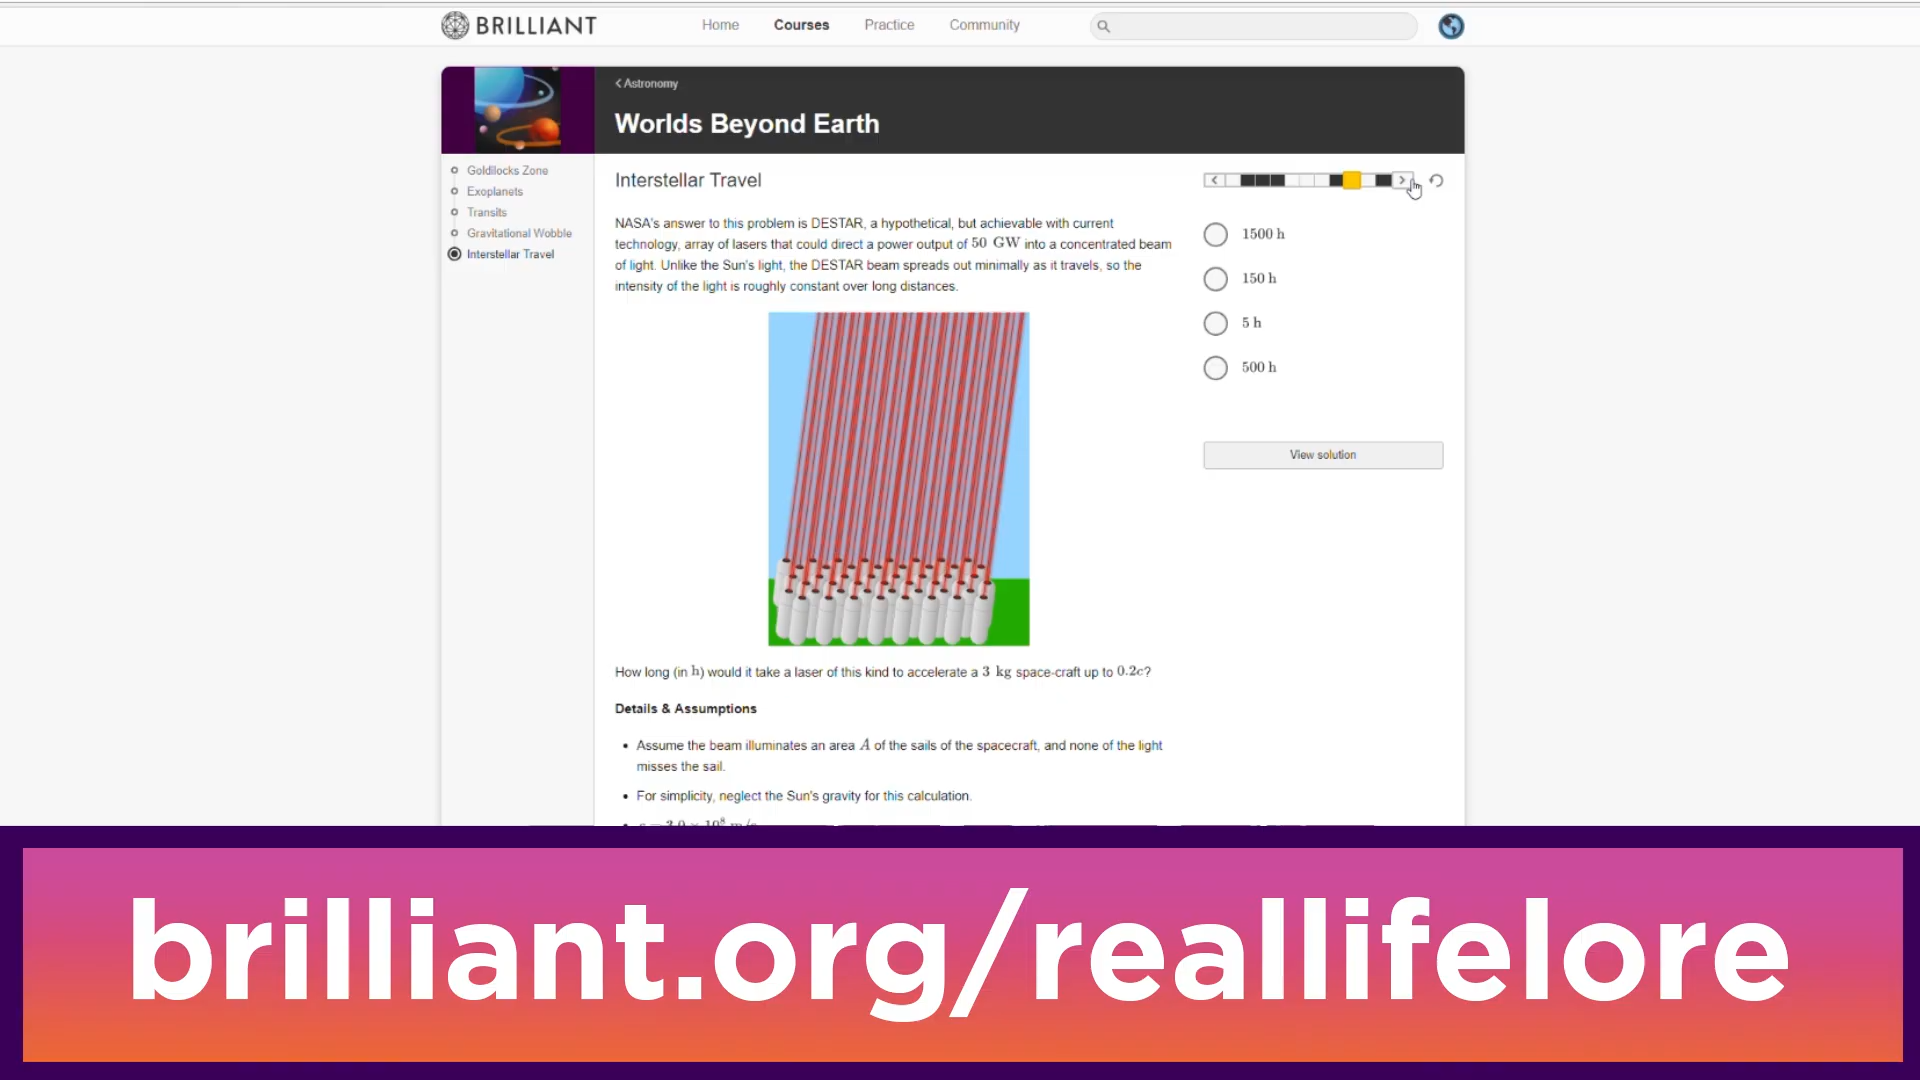 BRILLIANT
Home Courses Practice Community
< Astronomy
Worlds Beyond Earth
Goldilocks Zone
Exoplanets
Transits
Gravitational Wobble
Interstellar Travel
Interstellar Travel
NASA's answer to this problem is DESTAR, a hypothetical, but achievable with current
technology, array of lasers that could direct a power output of 50 GW into a concentrated beam
of light. Unlike the Sun's light, the DESTAR beam spreads out minimally as it travels, so the
intensity of the light is roughly constant over long distances.
1500 h
150 h
5 h
500 h
View solution
How long (in h) would it take a laser of this kind to accelerate a 3 kg space-craft up to 0.2c?
Details & Assumptions
• Assume the beam illuminates an area A of the sails of the spacecraft, and none of the light
misses the sail.
• For simplicity, neglect the Sun's gravity for this calculation.
brilliant.org/reallifelore